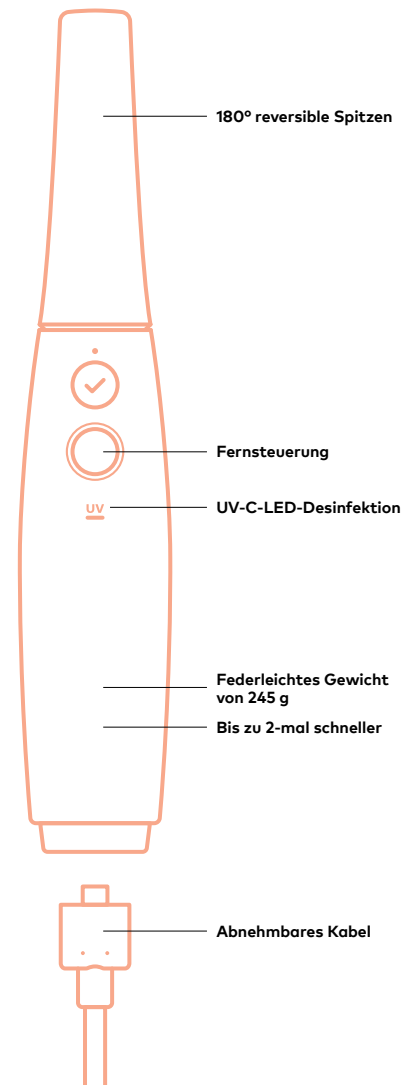 180° reversible Spitzen
Fernsteuerung
UV
UV-C-LED-Desinfektion
Federleichtes Gewicht
von 245 g
Bis zu 2-mal schneller
Abnehmbares Kabel